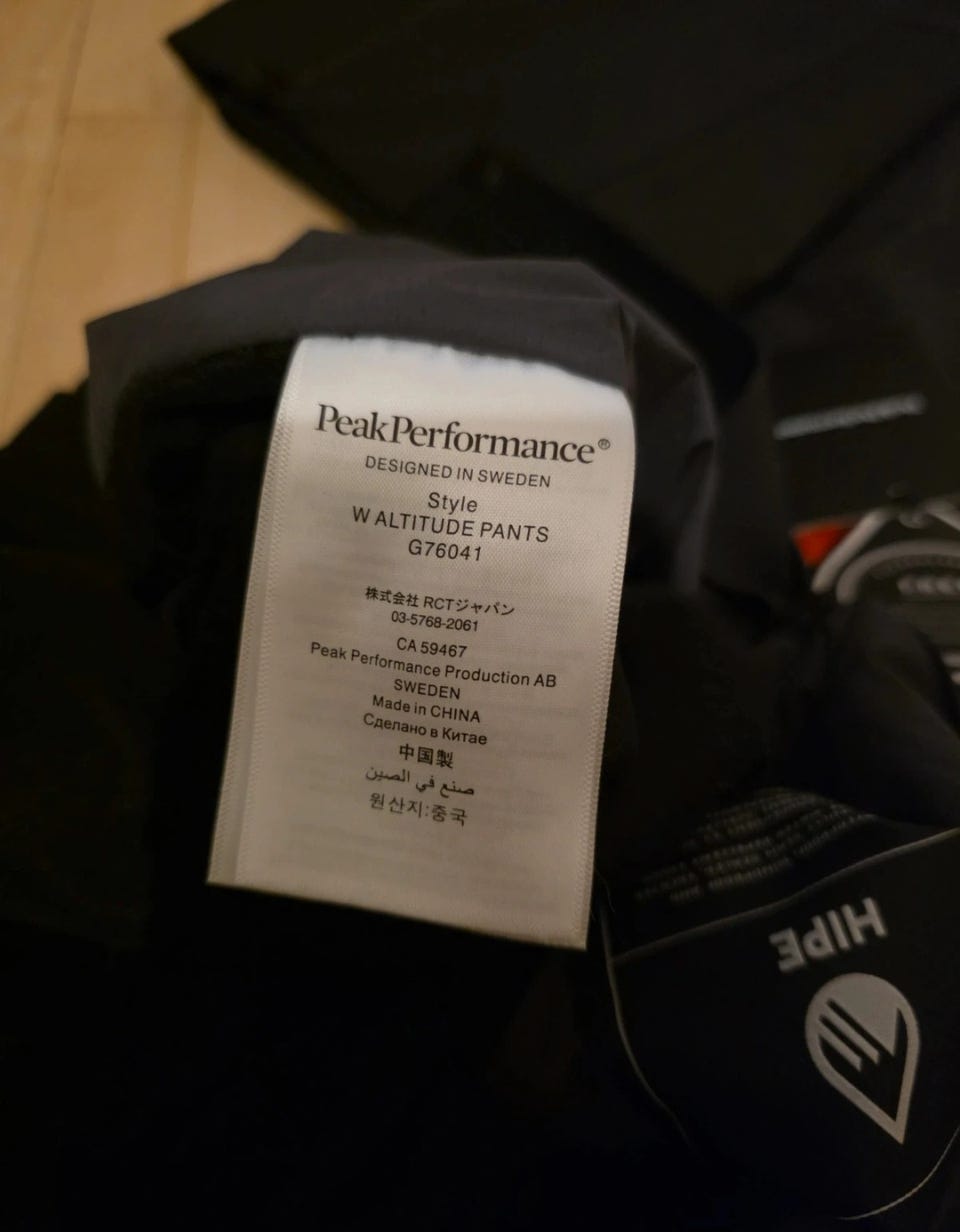 PeakPerformance®
DESIGNED IN SWEDEN
Style
W ALTITUDE PANTS
G76041
株式会社 RCTジャパン
03-5768-2061
CA 59467
Peak Performance Production AB
SWEDEN
Made in CHINA
Сделано в Китае
中国製
صنع في الصين
원산지:중국
HIPE